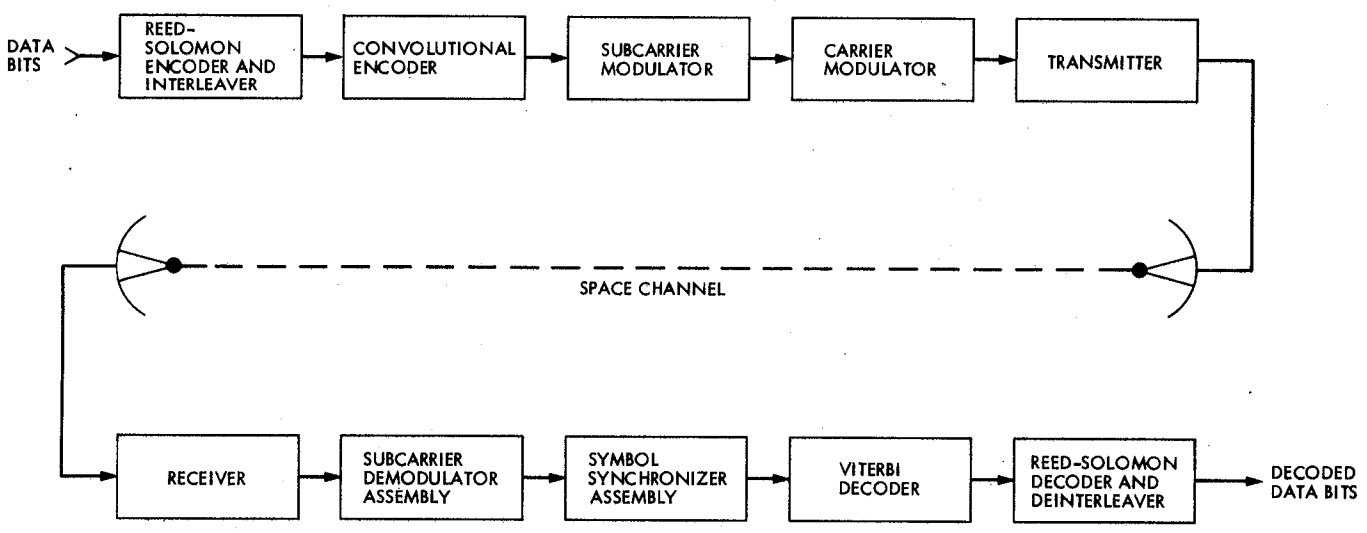 DATA
BITS
REED-
SOLOMON
ENCODER AND
INTERLEAVER
CONVOLUTIONAL
ENCODER
SUBCARRIER
MODULATOR
CARRIER
MODULATOR
TRANSMITTER
SPACE CHANNEL
RECEIVER
SUBCARRIER
DEMODULATOR
ASSEMBLY
SYMBOL
SYNCHRONIZER
ASSEMBLY
VITERBI
DECODER
REED-SOLOMON
DECODER AND
DEINTERLEAVER
DECODED
DATA BITS